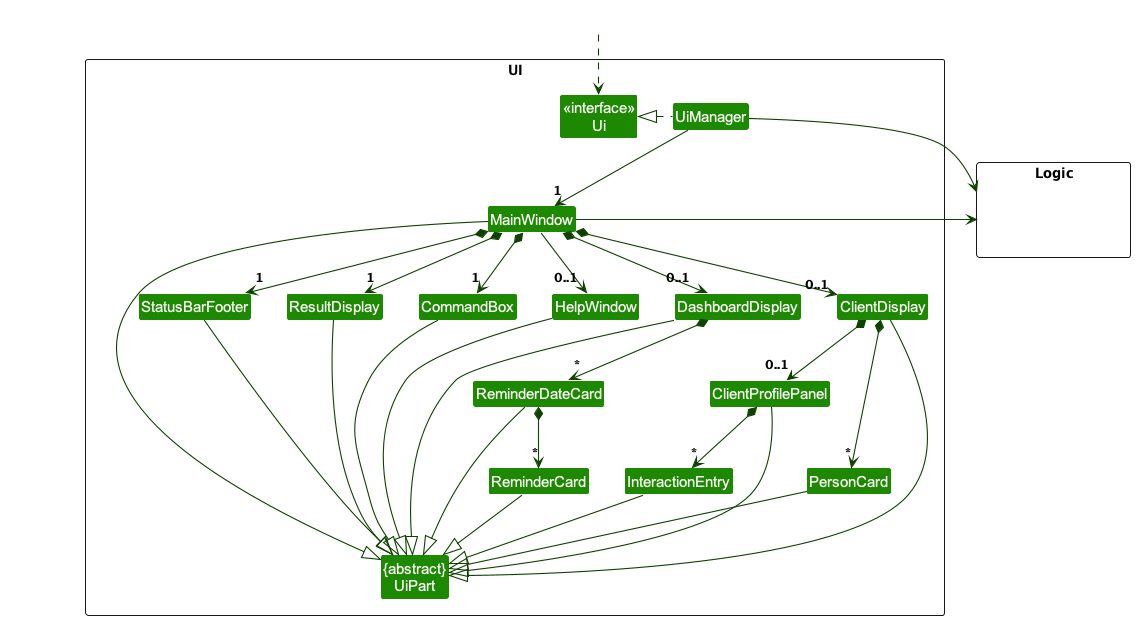 UI
«interface»
Ui
UiManager
Logic
1
MainWindow
1
1
1
0..1
0..1
0..1
StatusBarFooter
ResultDisplay
CommandBox
HelpWindow
DashboardDisplay
ClientDisplay
*
0..1
ReminderDateCard
ClientProfilePanel
*
*
*
ReminderCard
InteractionEntry
PersonCard
{abstract}
UiPart